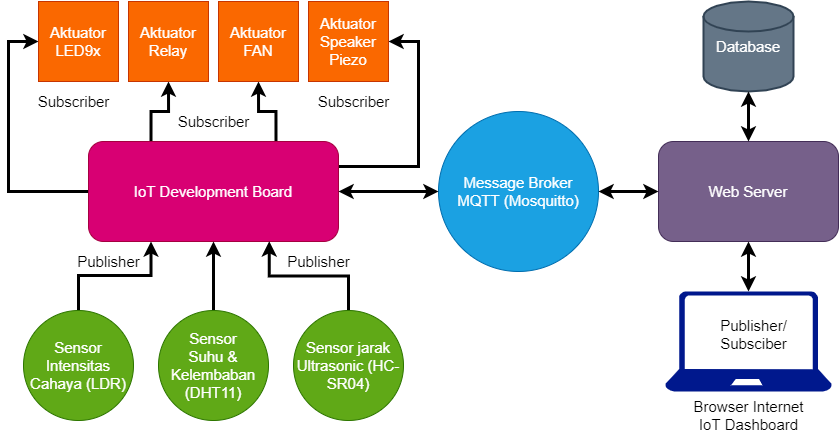 Aktuator
LED9x
Aktuator
Relay
Aktuator
FAN
Aktuator
Speaker
Piezo
Database
Subscriber
Subscriber
Subscriber
IoT Development Board
Message Broker
MQTT (Mosquitto)
Web Server
Publisher
Publisher
Sensor
Intensitas
Cahaya (LDR)
Sensor
Suhu &
Kelembaban
(DHT11)
Sensor jarak
Ultrasonic (HC-
SR04)
Publisher/
Subsciber
Browser Internet
IoT Dashboard